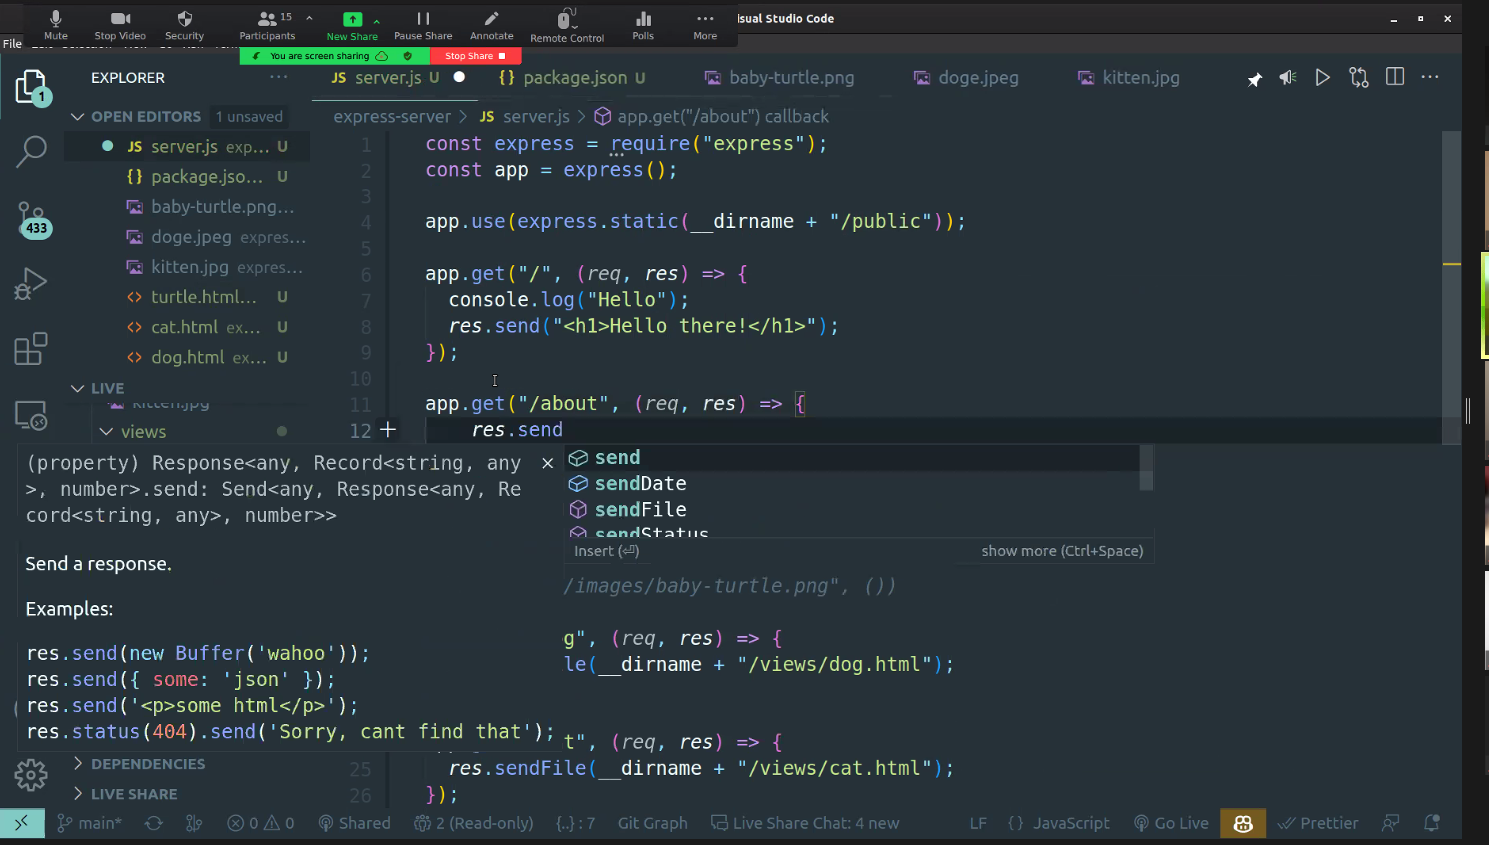 Mute
Stop Video
Security
15
Participants
New Share
Pause Share
Annotate
Remote Control
Polls
More
isual Studio Code
File
You are screen sharing
Stop Share
EXPLORER
JS server.js U
{} package.json U
baby-turtle.png
doge.jpeg
kitten.jpg
1
OPEN EDITORS 1 unsaved
express-server > JS server.js > app.get("/about") callback
JS server.js exp... U
{} package.jso... U
baby-turtle.png...
doge.jpeg expres...
kitten.jpg expres...
turtle.html... U
cat.html ex... U
dog.html ex... U
LIVE
kitten.jpg
views
433
1 const express = require("express");
2 const app = express();
3
4 app.use(express.static(__dirname + "/public"));
5
6 app.get("/", (req, res) => {
7 console.log("Hello");
8 res.send("<h1>Hello there!</h1>");
9 });
10
11 app.get("/about", (req, res) => {
12 res.send
(property) Response<any, Record<string, any
>, number>.send: Send<any, Response<any, Re
cord<string, any>, number>>
Send a response.
Examples:
res.send(new Buffer('wahoo'));
res.send({ some: 'json' });
res.send('<p>some html</p>');
res.status(404).send('Sorry, cant find that');
send
sendDate
sendFile
sendStatus
Insert (⏎)
show more (Ctrl+Space)
/images/baby-turtle.png", ())
g", (req, res) => {
le(__dirname + "/views/dog.html");
t", (req, res) => {
25 res.sendFile(__dirname + "/views/cat.html");
26 });
DEPENDENCIES
LIVE SHARE
main*
0
0
Shared
2 (Read-only)
{..} : 7
Git Graph
Live Share Chat: 4 new
LF
{} JavaScript
Go Live
Prettier